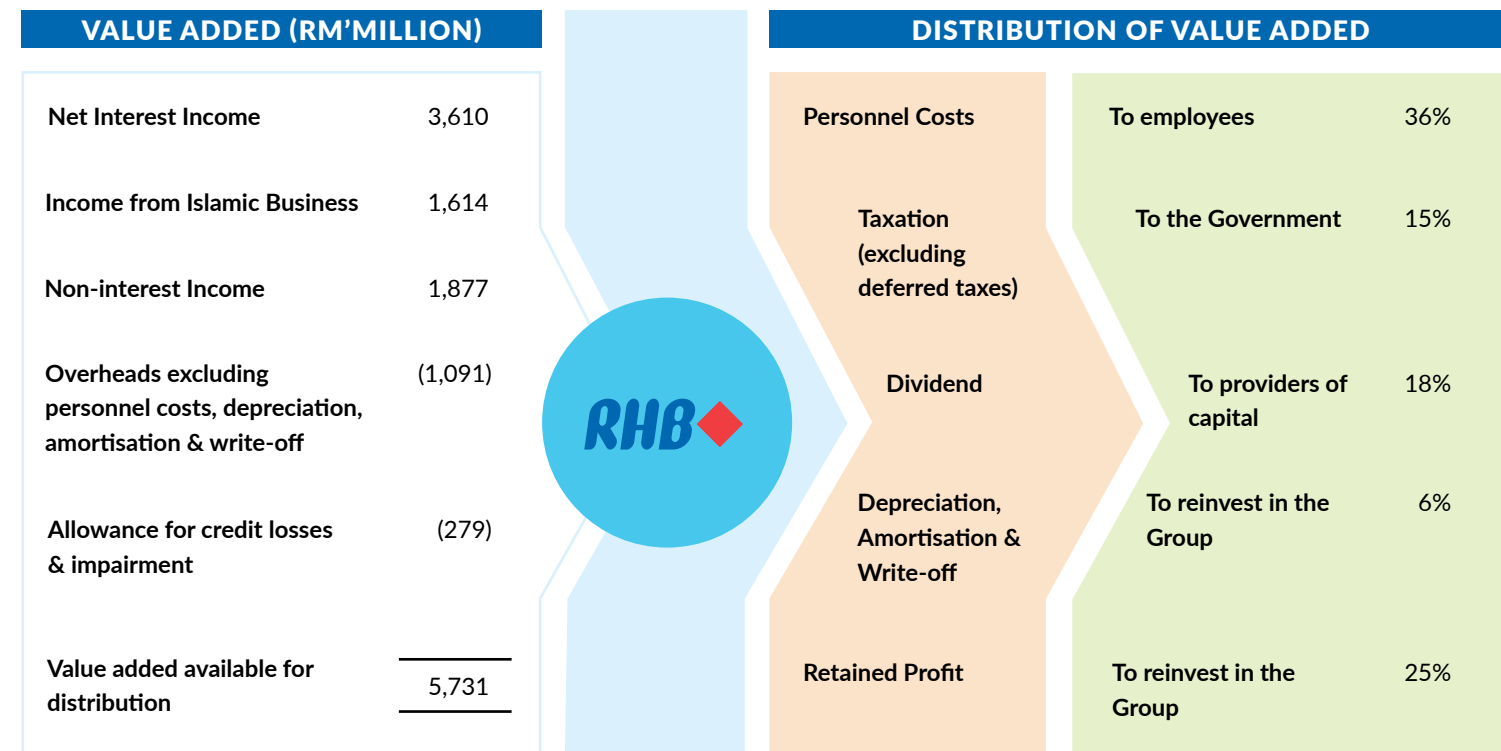 VALUE ADDED (RM’MILLION)
Net Interest Income 3,610
Income from Islamic Business 1,614
Non-interest Income 1,877
Overheads excluding (1,091)
personnel costs, depreciation,
amortisation & write-off
Allowance for credit losses (279)
& impairment
Value added available for
distribution 5,731
RHB
DISTRIBUTION OF VALUE ADDED
Personnel Costs To employees 36%
Taxation To the Government 15%
(excluding
deferred taxes)
Dividend To providers of 18%
capital
Depreciation, To reinvest in the 6%
Amortisation & Group
Write-off
Retained Profit To reinvest in the 25%
Group